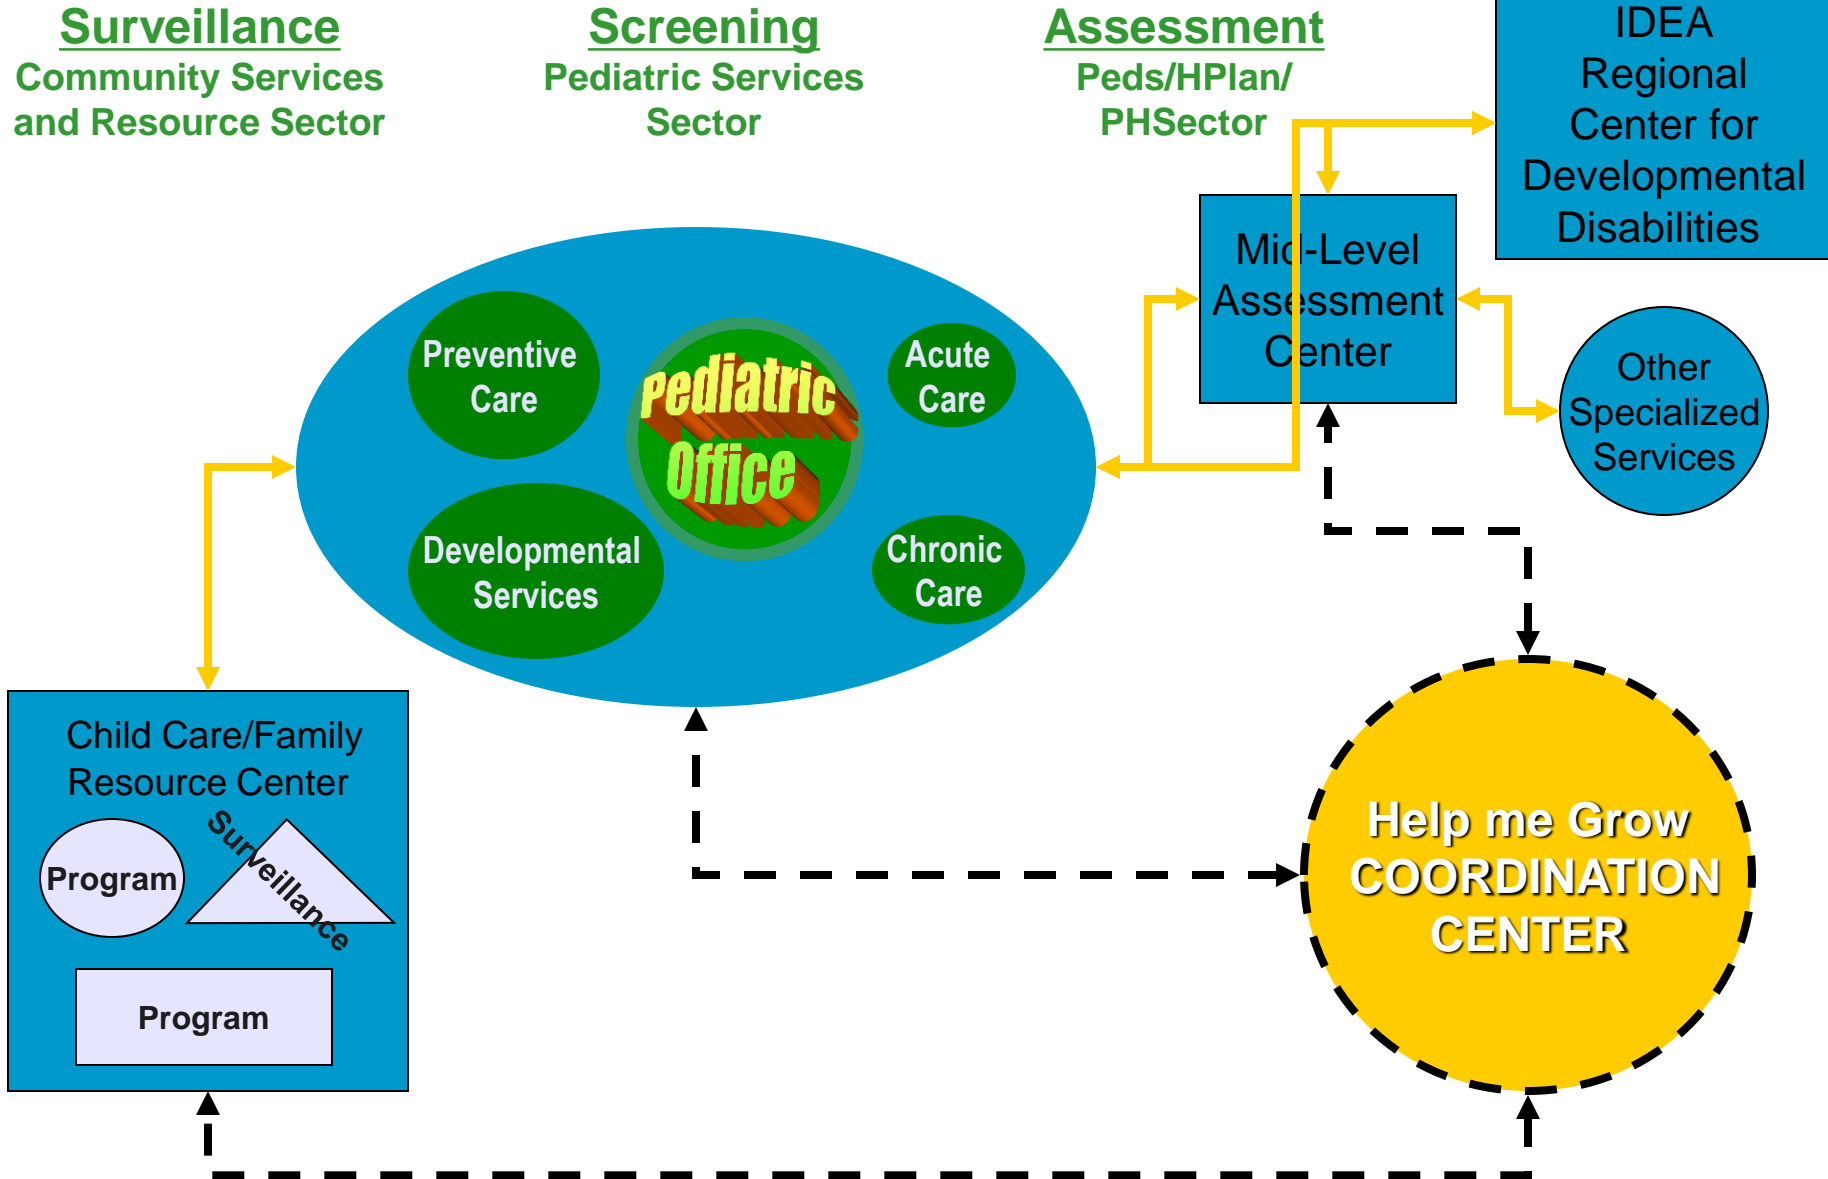 Surveillance
Community Services
and Resource Sector
Screening
Pediatric Services
Sector
Assessment
Peds/HPlan/
PHSector
IDEA
Regional
Center for
Developmental
Disabilities
Mid-Level
Assessment
Center
Other
Specialized
Services
Preventive
Care
Pediatric
Office
Acute
Care
Developmental
Services
Chronic
Care
Child Care/Family
Resource Center
Program
Surveillance
Program
Help me Grow
COORDINATION
CENTER